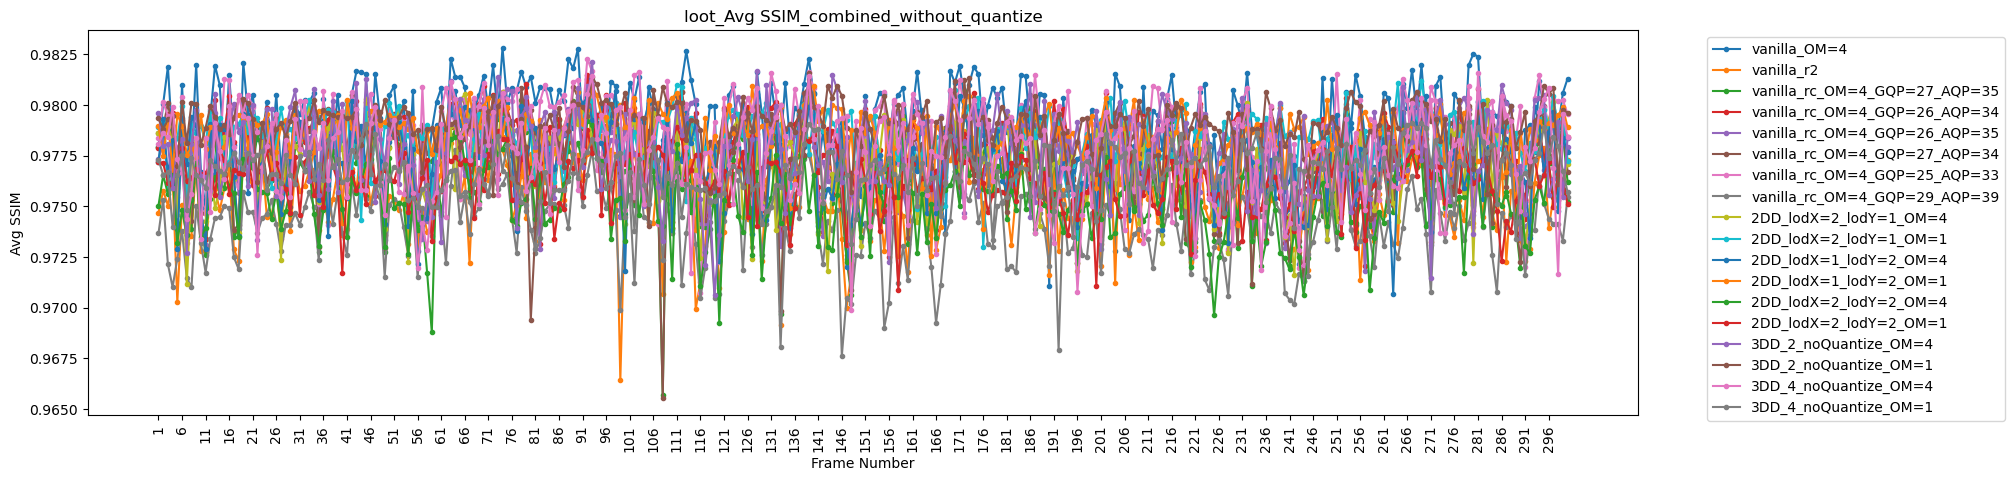 loot_Avg SSIM_combined_without_quantize
Avg SSIM
0.9825
0.9800
0.9775
0.9750
0.9725
0.9700
0.9675
0.9650
1 6 11 16 21 26 31 36 41 46 51 56 61 66 71 76 81 86 91 96 101 106 111 116 121 126 131 136 141 146 151 156 161 166 171 176 181 186 191 196 201 206 211 216 221 226 231 236 241 246 251 256 261 266 271 276 281 286 291 296
Frame Number
vanilla_OM=4
vanilla_r2
vanilla_rc_OM=4_GQP=27_AQP=35
vanilla_rc_OM=4_GQP=26_AQP=34
vanilla_rc_OM=4_GQP=26_AQP=35
vanilla_rc_OM=4_GQP=27_AQP=34
vanilla_rc_OM=4_GQP=25_AQP=33
vanilla_rc_OM=4_GQP=29_AQP=39
2DD_lodX=2_lodY=1_OM=4
2DD_lodX=2_lodY=1_OM=1
2DD_lodX=1_lodY=2_OM=4
2DD_lodX=1_lodY=2_OM=1
2DD_lodX=2_lodY=2_OM=4
2DD_lodX=2_lodY=2_OM=1
3DD_2_noQuantize_OM=4
3DD_2_noQuantize_OM=1
3DD_4_noQuantize_OM=4
3DD_4_noQuantize_OM=1